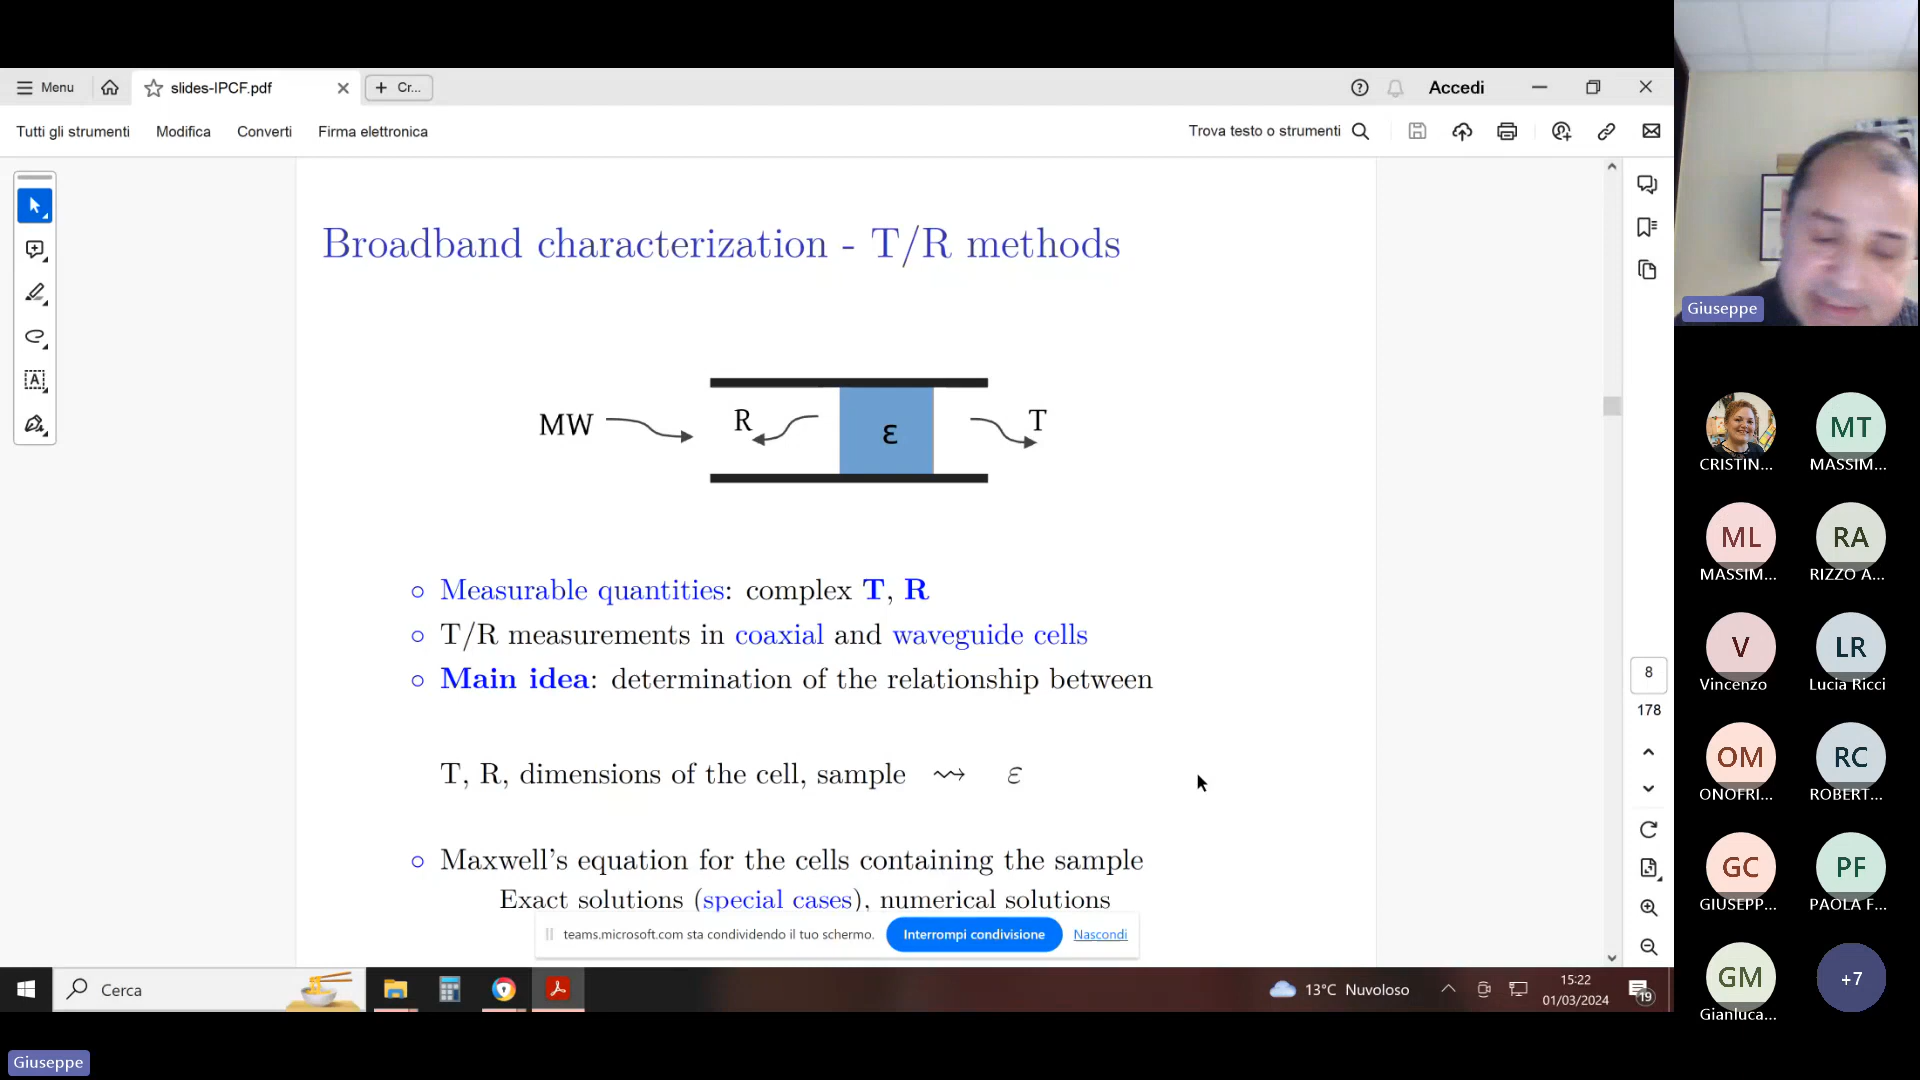 Menu
slides-IPCF.pdf
Cr...
Accedi
Tutti gli strumenti
Modifica
Converti
Firma elettronica
Trova testo o strumenti
Broadband characterization - T/R methods
MW
R
ε
T
Measurable quantities: complex T, R
T/R measurements in coaxial and waveguide cells
Main idea: determination of the relationship between
T, R, dimensions of the cell, sample ⇝ ε
Maxwell's equation for the cells containing the sample
Exact solutions (special cases), numerical solutions
8
178
teams.microsoft.com sta condividendo il tuo schermo.
Interrompi condivisione
Nascondi
Cerca
13°C Nuvoloso
15:22
01/03/2024
19
Giuseppe
CRISTIN...
MT
MASSIM...
ML
MASSIM...
RA
RIZZO A...
V
Vincenzo
LR
Lucia Ricci
OM
ONOFRI...
RC
ROBERT...
GC
GIUSEPP...
PF
PAOLA F...
GM
Gianluca...
+7
Giuseppe